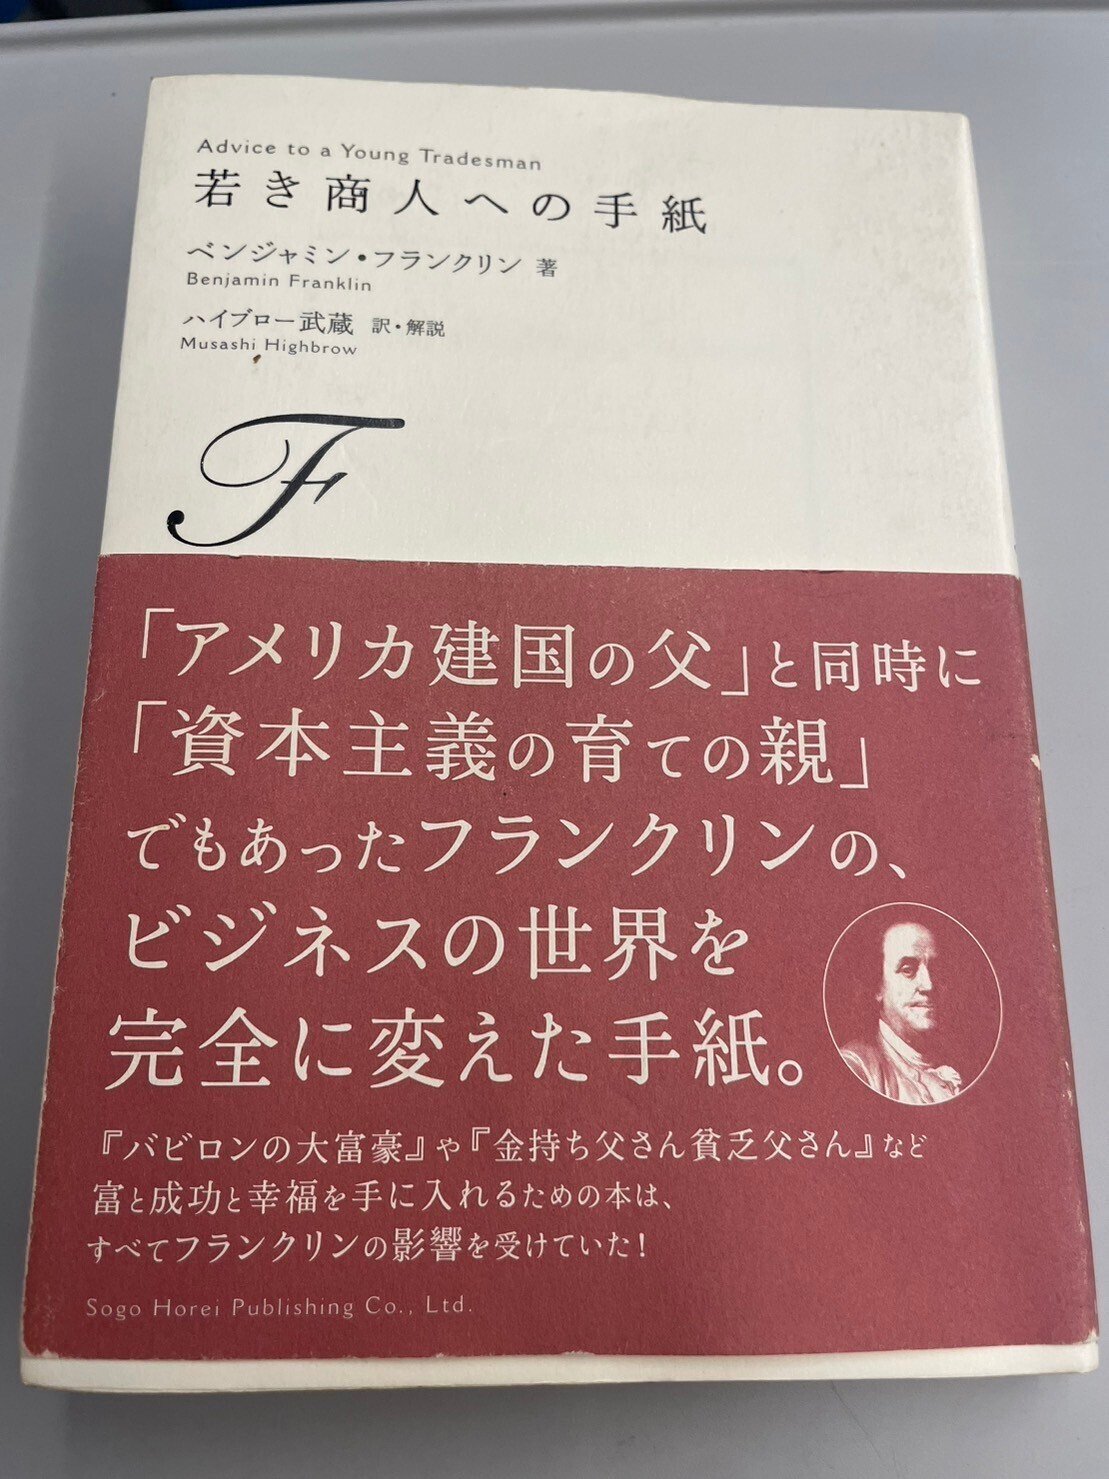 Advice to a Young Tradesman
若き商人への手紙
ベンジャミン・フランクリン 著
Benjamin Franklin
ハイブロー武蔵 訳・解説
Musashi Highbrow
F
「アメリカ建国の父」と同時に
「資本主義の育ての親」
でもあったフランクリンの、
ビジネスの世界を
完全に変えた手紙。
『バビロンの大富豪』や『金持ち父さん貧乏父さん』など
富と成功と幸福を手に入れるための本は、
すべてフランクリンの影響を受けていた!
Sogo Horei Publishing Co., Ltd.